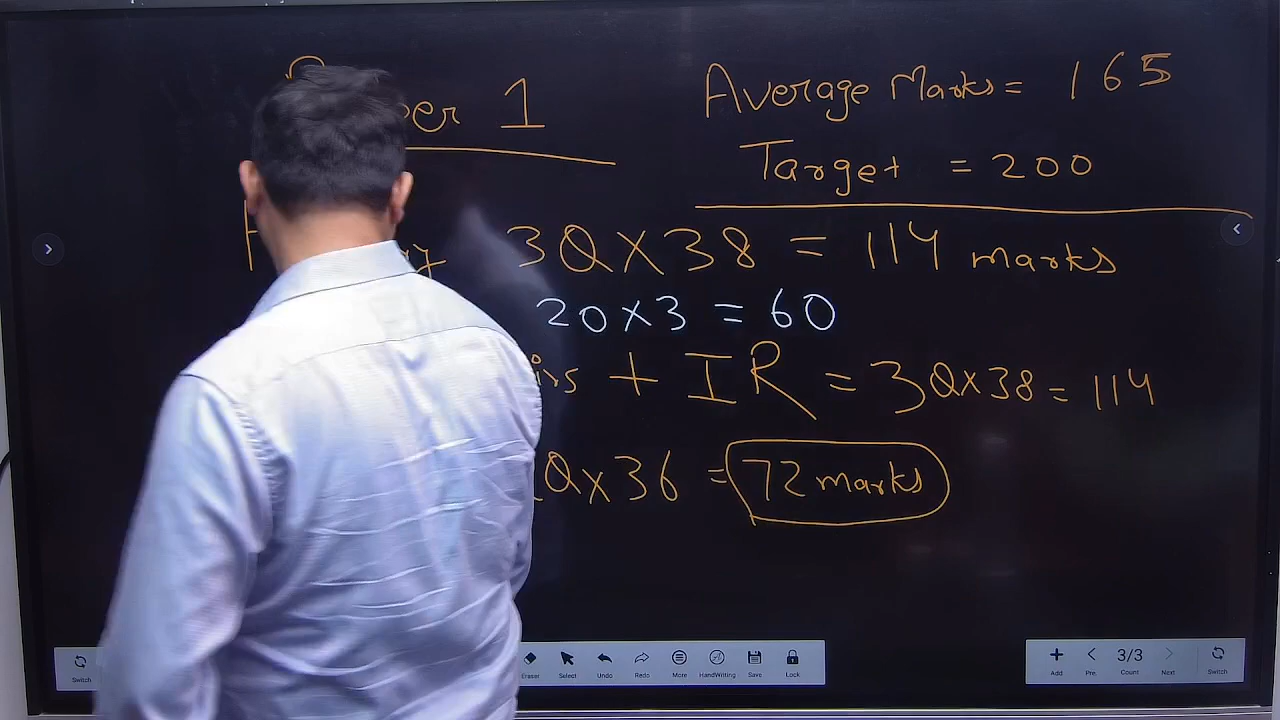 1
Average Marks = 165
Target = 200
3Q X 38 = 114 marks
20 X 3 = 60
+ IR = 3Q X 38 = 114
Q X 36 = 72 marks
Switch
Eraser
Select
Undo
Redo
More
HandWriting
Save
Lock
Add
Pre.
3/3
Count
Next
Switch